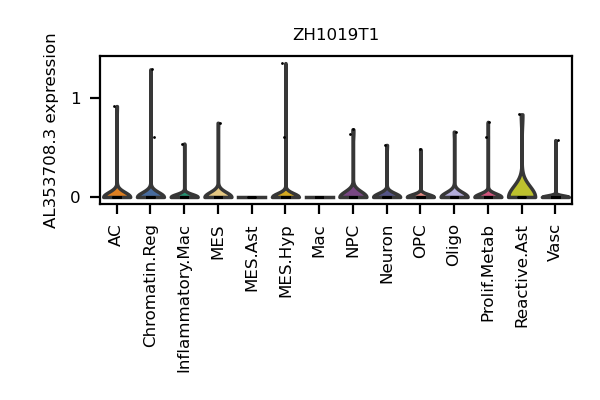 ZH1019T1
AL353708.3 expression
1
0
AC
Chromatin.Reg
Inflammatory.Mac
MES
MES.Ast
MES.Hyp
Mac
NPC
Neuron
OPC
Oligo
Prolif.Metab
Reactive.Ast
Vasc